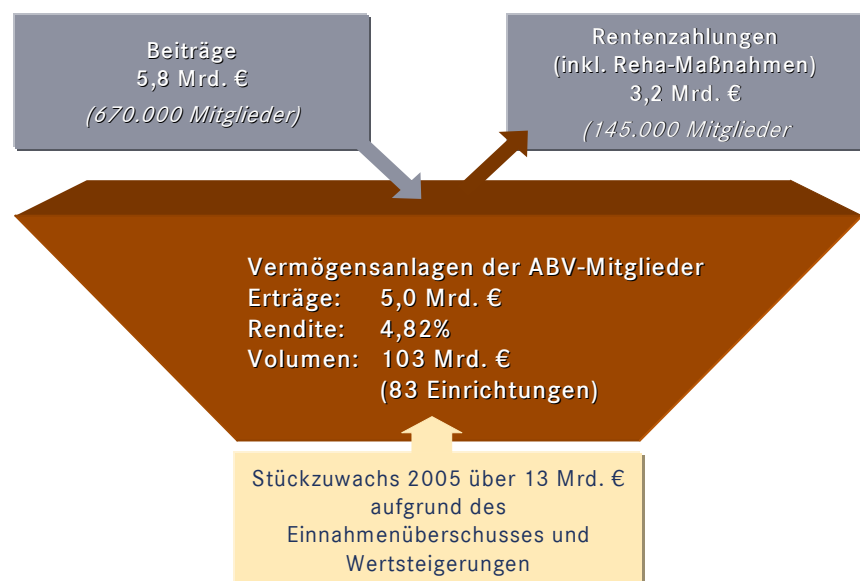 Beiträge
5,8 Mrd. €
(670.000 Mitglieder)
Rentenzahlungen
(inkl. Reha-Maßnahmen)
3,2 Mrd. €
(145.000 Mitglieder
Vermögensanlagen der ABV-Mitglieder
Erträge: 5,0 Mrd. €
Rendite: 4,82%
Volumen: 103 Mrd. €
(83 Einrichtungen)
Stückzuwachs 2005 über 13 Mrd. €
aufgrund des
Einnahmenüberschusses und
Wertsteigerungen